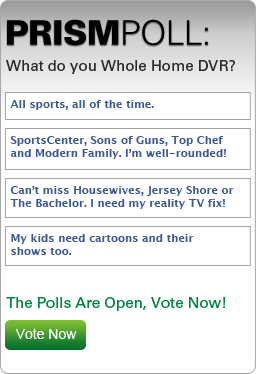 PRISMPOLL:
What do you Whole Home DVR?
All sports, all of the time.
SportsCenter, Sons of Guns, Top Chef
and Modern Family. I'm well-rounded!
Can't miss Housewives, Jersey Shore or
The Bachelor. I need my reality TV fix!
My kids need cartoons and their
shows too.
The Polls Are Open, Vote Now!
Vote Now